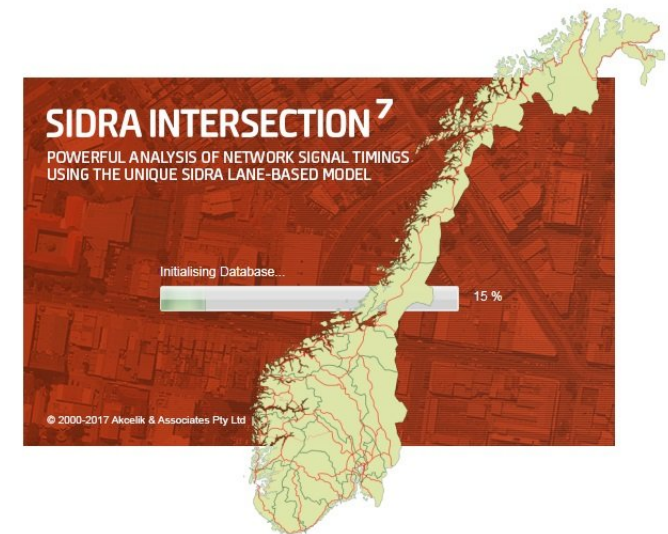 SIDRA INTERSECTION 7
POWERFUL ANALYSIS OF NETWORK SIGNAL TIMINGS
USING THE UNIQUE SIDRA LANE-BASED MODEL
Initialising Database...
15 %
© 2000-2017 Akcelik & Associates Pty Ltd